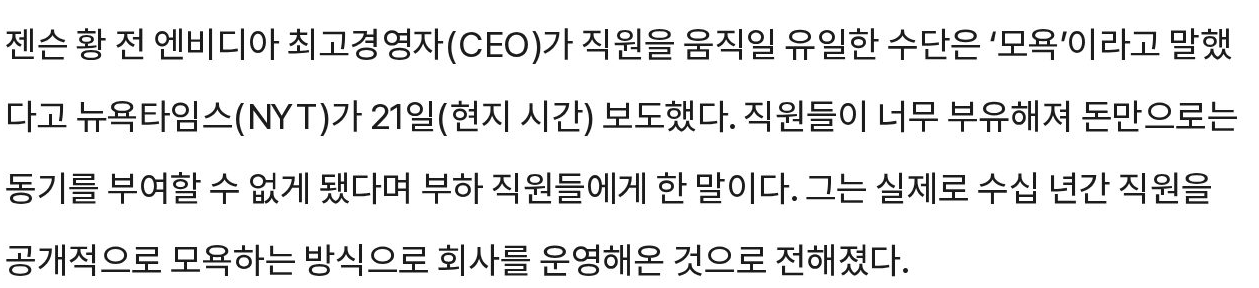 젠슨 황 전 엔비디아 최고경영자(CEO)가 직원을 움직일 유일한 수단은 ‘모욕’이라고 말했
다고 뉴욕타임스(NYT)가 21일(현지 시간) 보도했다. 직원들이 너무 부유해져 돈만으로는
동기를 부여할 수 없게 됐다며 부하 직원들에게 한 말이다. 그는 실제로 수십 년간 직원을
공개적으로 모욕하는 방식으로 회사를 운영해온 것으로 전해졌다.